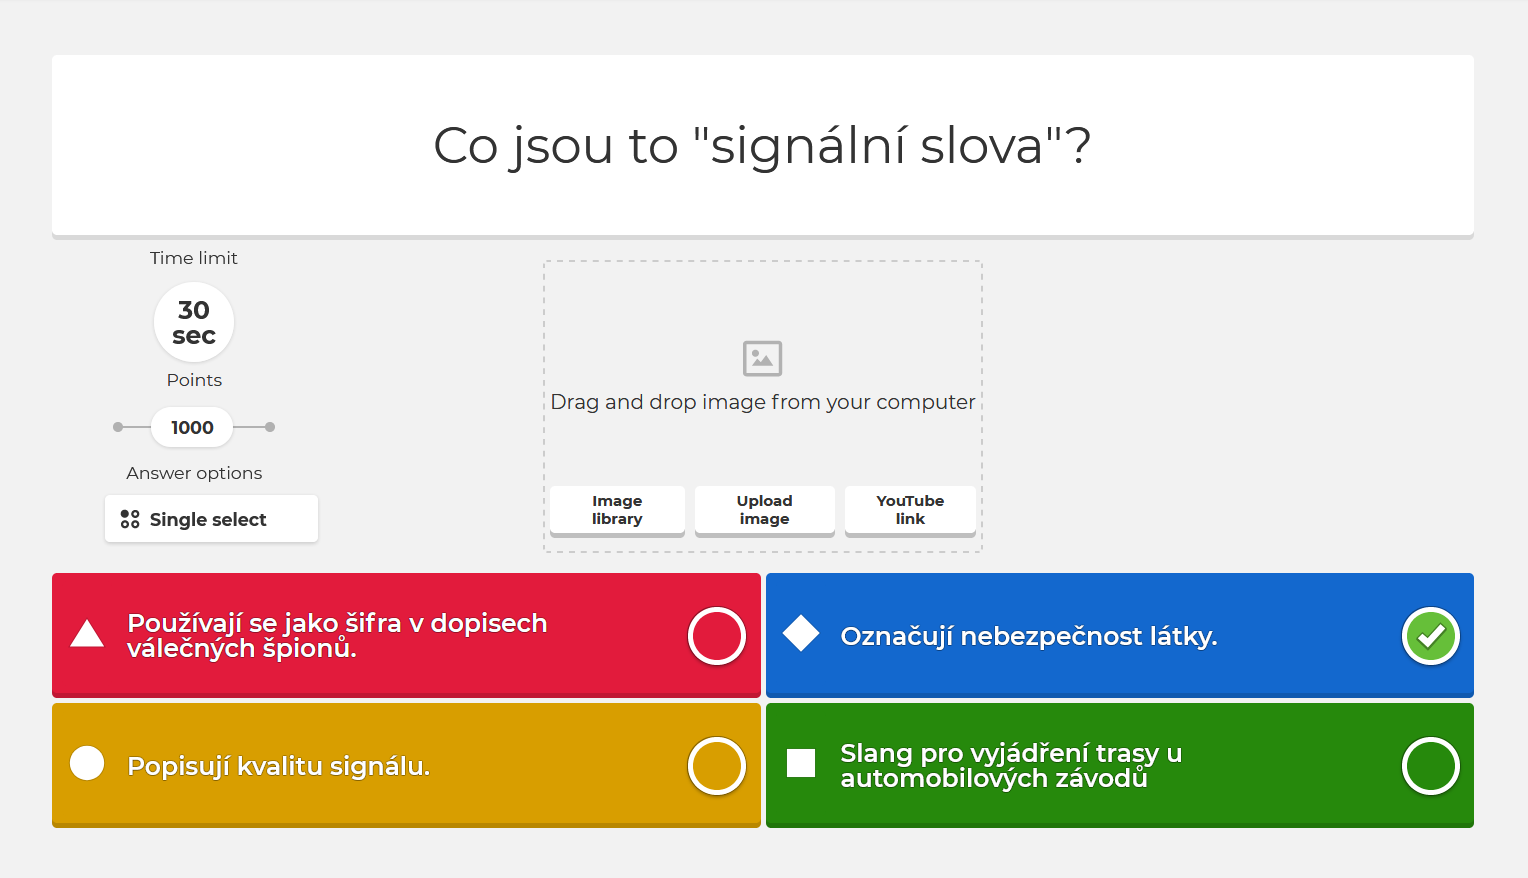 Co jsou to "signální slova"?
Time limit
30
sec
Points
1000
Answer options
Single select
Drag and drop image from your computer
Image
library
Upload
image
YouTube
link
Používají se jako šifra v dopisech
válečných špionů.
Označují nebezpečnost látky.
Popisují kvalitu signálu.
Slang pro vyjádření trasy u
automobilových závodů